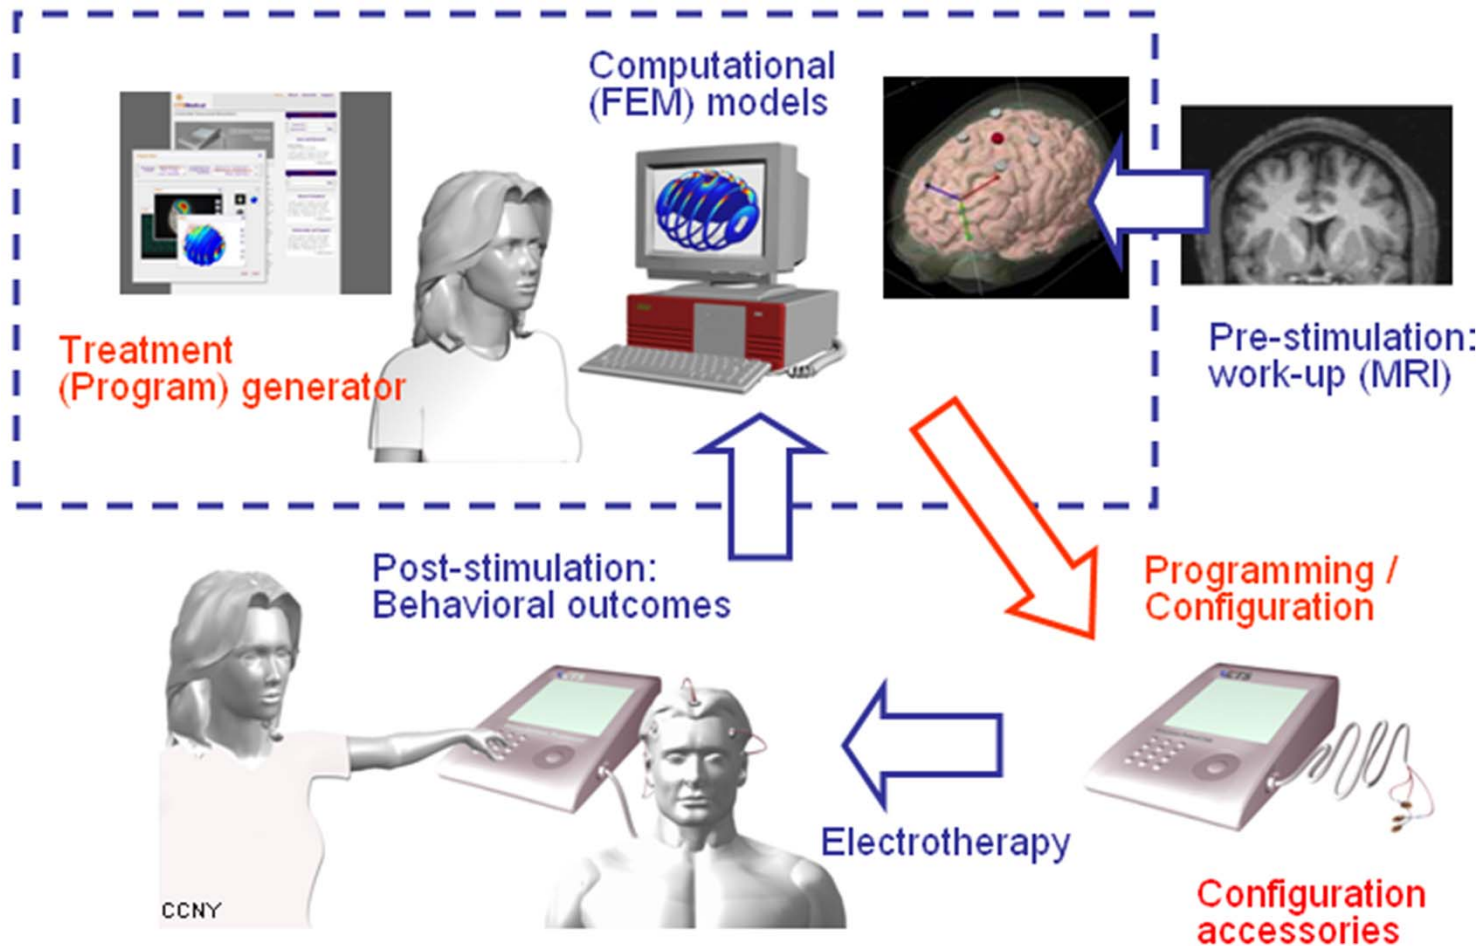 Computational
(FEM) models
Treatment
(Program) generator
Pre-stimulation:
work-up (MRI)
Post-stimulation:
Behavioral outcomes
Programming /
Configuration
Electrotherapy
CCNY
Configuration
accessories